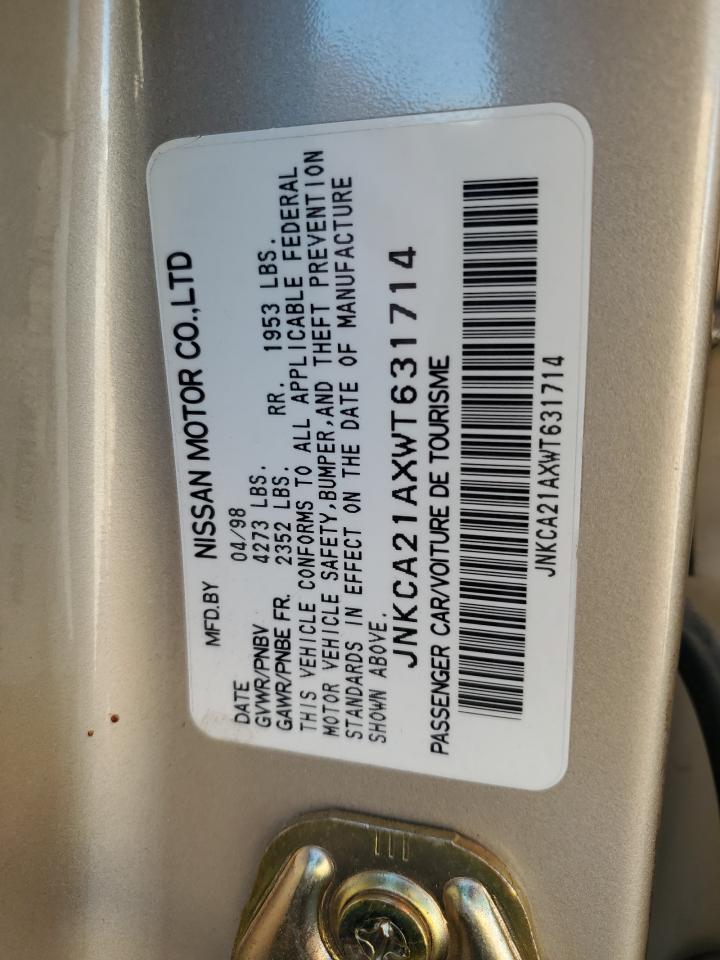 MFD.BY NISSAN MOTOR CO.,LTD
DATE 04/98
GVWR/PNBV 4273 LBS.
GAWR/PNBE FR. 2352 LBS. RR. 1953 LBS.
THIS VEHICLE CONFORMS TO ALL APPLICABLE FEDERAL
MOTOR VEHICLE SAFETY,BUMPER,AND THEFT PREVENTION
STANDARDS IN EFFECT ON THE DATE OF MANUFACTURE
SHOWN ABOVE.
JNKCA21AXWT631714
PASSENGER CAR/VOITURE DE TOURISME
JNKCA21AXWT631714